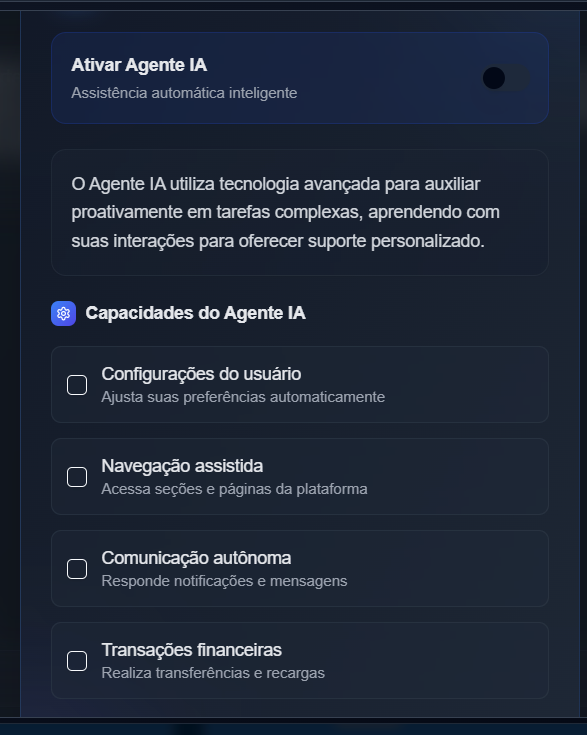 Ativar Agente IA
Assistência automática inteligente
O Agente IA utiliza tecnologia avançada para auxiliar
proativamente em tarefas complexas, aprendendo com
suas interações para oferecer suporte personalizado.
Capacidades do Agente IA
Configurações do usuário
Ajusta suas preferências automaticamente
Navegação assistida
Acessa seções e páginas da plataforma
Comunicação autônoma
Responde notificações e mensagens
Transações financeiras
Realiza transferências e recargas